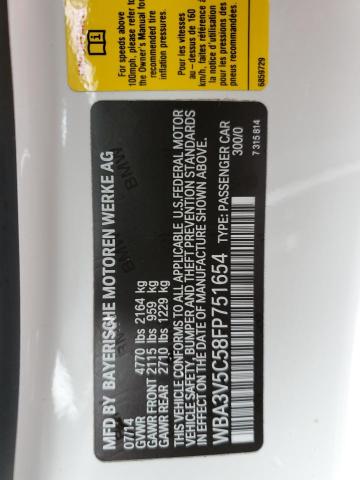 For speeds above
100mph, please refer to
the Owner's Manual for
recommended tire
inflation pressures.
Pour les vitesses
au-dessus de 160
km/h, faites référence à
la notice d'utilisation
pour les pressions des
pneus recommandées.
6859729
MFD BY BAYERISCHE MOTOREN WERKE AG
07/14
GVWR 4770 lbs 2164 kg
GAWR FRONT 2115 lbs 959 kg
GAWR REAR 2710 lbs 1229 kg
THIS VEHICLE CONFORMS TO ALL APPLICABLE U.S.FEDERAL MOTOR
VEHICLE SAFETY, BUMPER AND THEFT PREVENTION STANDARDS
IN EFFECT ON THE DATE OF MANUFACTURE SHOWN ABOVE.
WBA3V5C58FP751654 TYPE: PASSENGER CAR
300/0
7 315 814
BMW
BMW